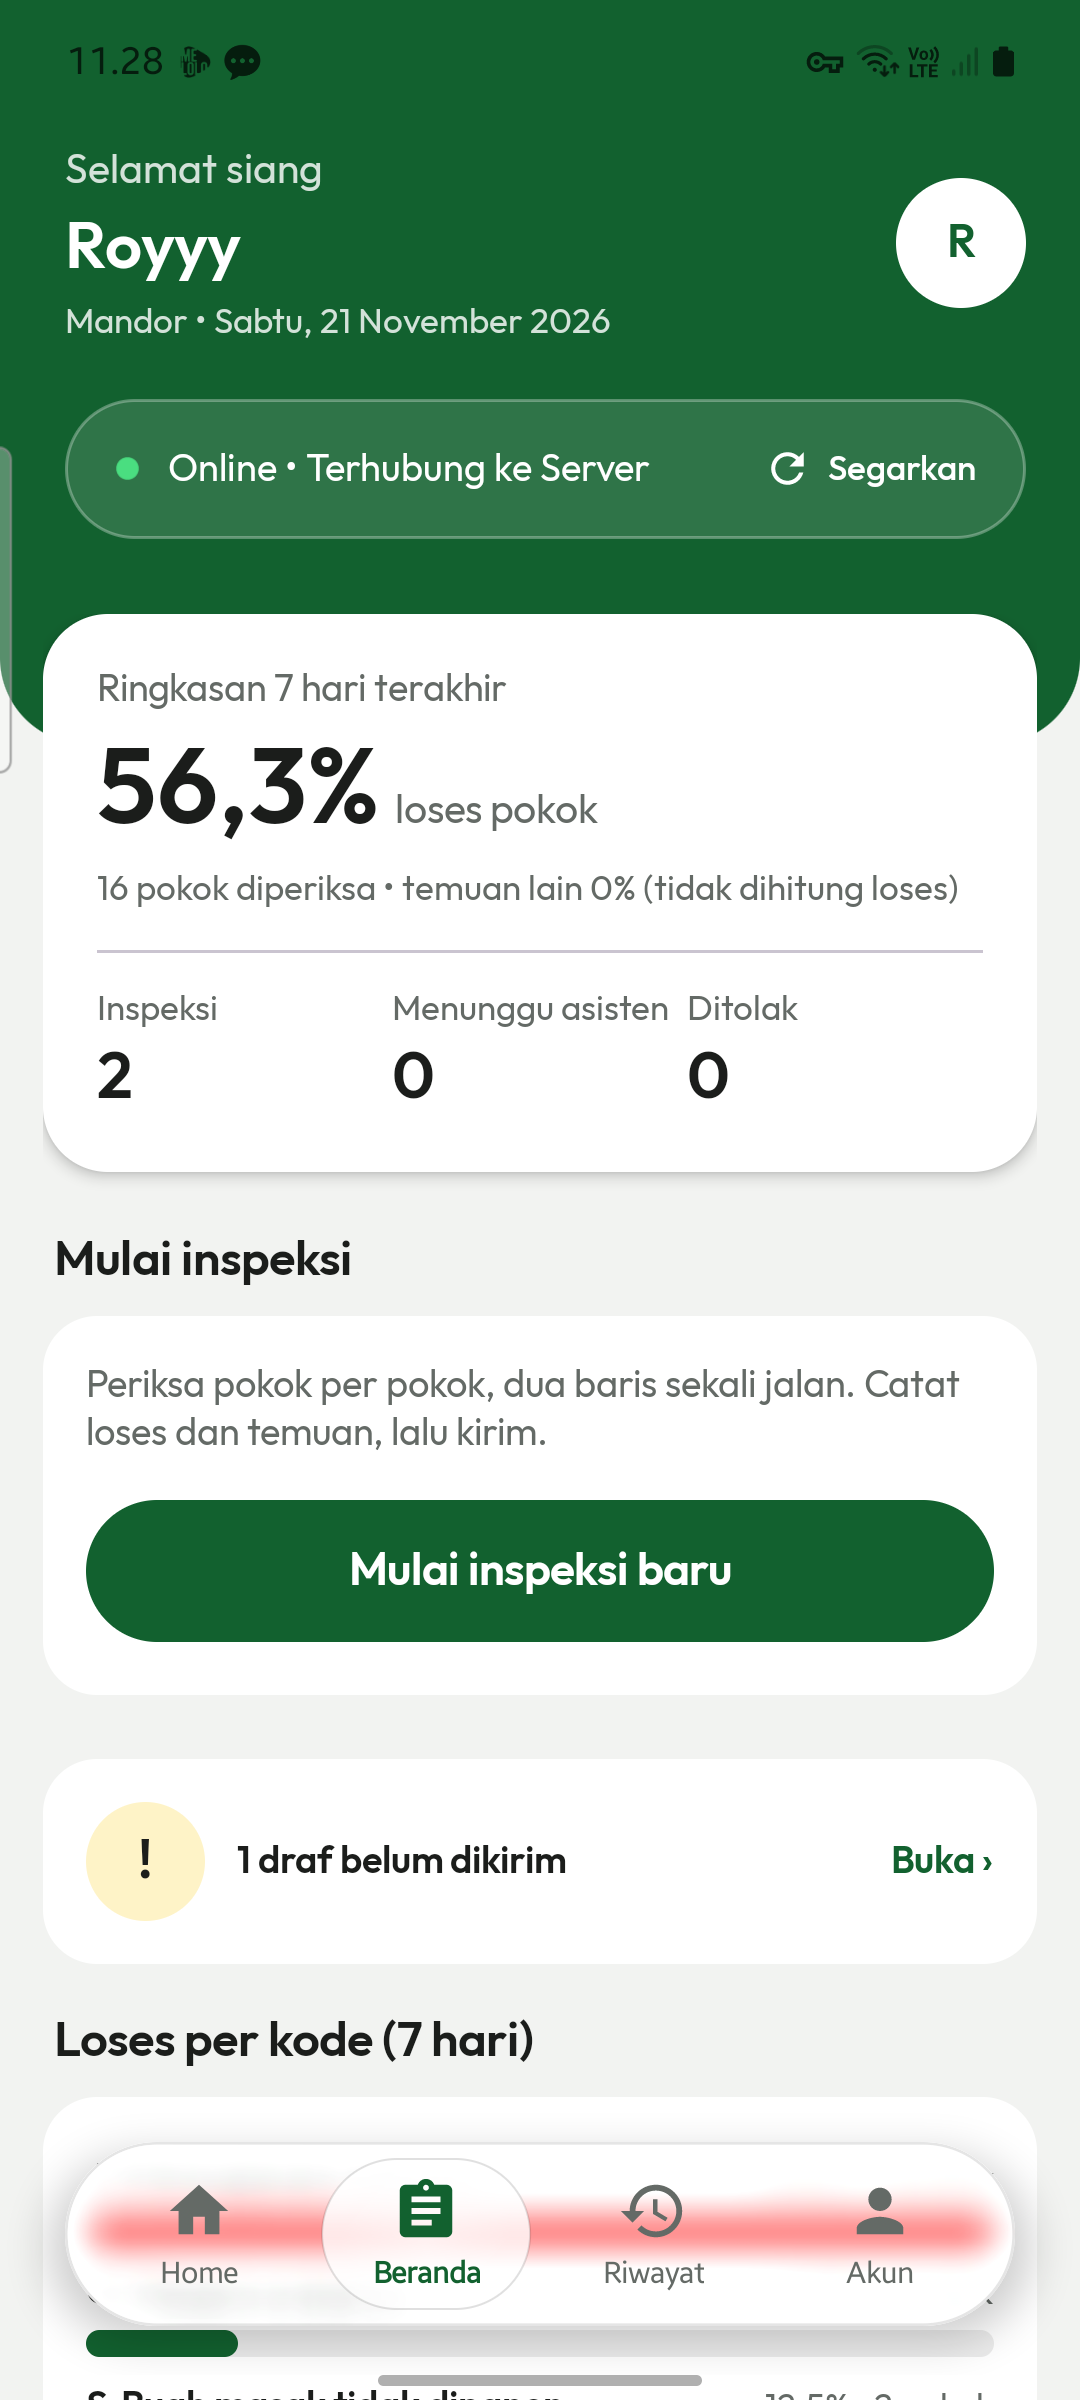 11.28
Vo)) LTE
Selamat siang
Royyy
R
Mandor • Sabtu, 21 November 2026
Online • Terhubung ke Server
Segarkan
Ringkasan 7 hari terakhir
56,3% loses pokok
16 pokok diperiksa • temuan lain 0% (tidak dihitung loses)
Inspeksi Menunggu asisten Ditolak
2 0 0
Mulai inspeksi
Periksa pokok per pokok, dua baris sekali jalan. Catat
loses dan temuan, lalu kirim.
Mulai inspeksi baru
! 1 draf belum dikirim Buka ›
Loses per kode (7 hari)
Home Beranda Riwayat Akun